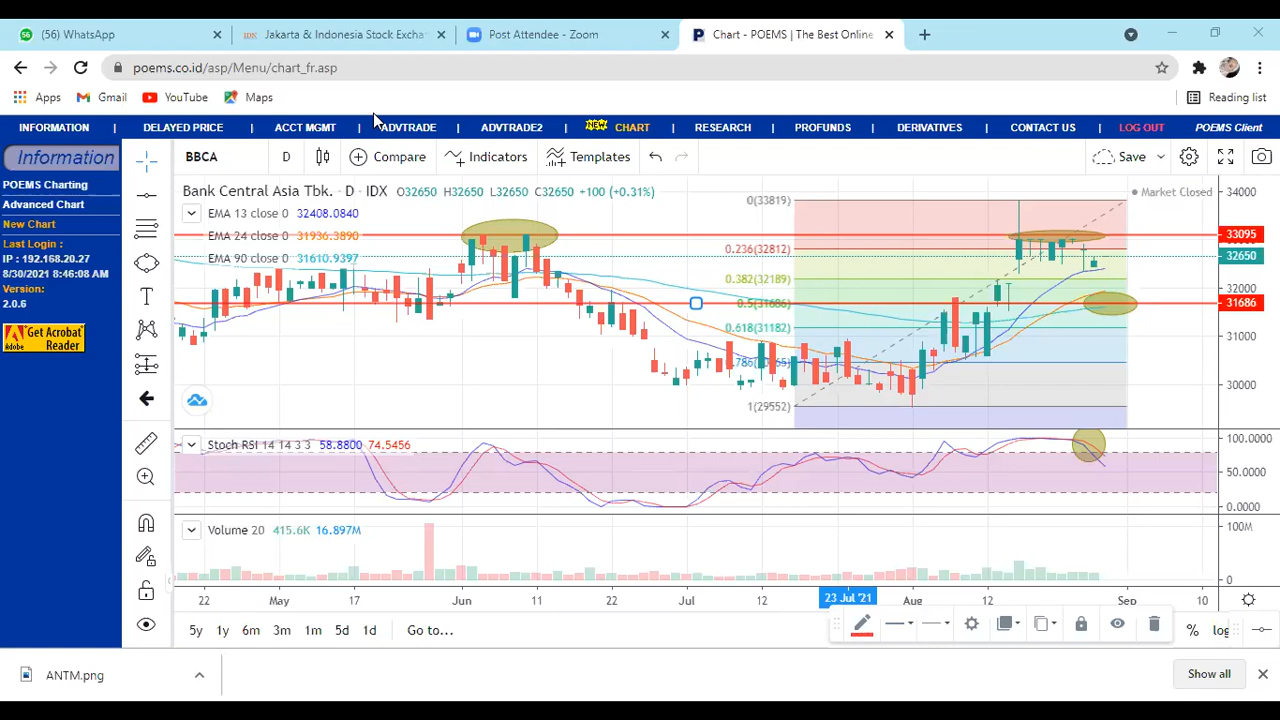 (56) WhatsApp
Jakarta & Indonesia Stock Excha
Post Attendee - Zoom
Chart - POEMS | The Best Online
poems.co.id/asp/Menu/chart_fr.asp
Apps
Gmail
YouTube
Maps
Reading list
INFORMATION | DELAYED PRICE | ACCT MGMT | ADVTRADE | ADVTRADE2 | NEW CHART | RESEARCH | PROFUNDS | DERIVATIVES | CONTACT US | LOG OUT POEMS Client
Information
POEMS Charting
Advanced Chart
New Chart
Last Login :
IP : 192.168.20.27
8/30/2021 4:46:08 AM
Version:
2.0.6
Get Acrobat
Reader
BBCA
D
Compare
Indicators
Templates
Save
Bank Central Asia Tbk. · D · IDX O32650 H32650 L32650 C32650 +100 (+0.31%)
Market Closed
EMA 13 close 0 32408.0840
EMA 24 close 0 31936.3890
EMA 90 close 0 31610.9397
0(33819)
0.236(32812)
0.382(32189)
0.5(31686)
0.618(31182)
1(29552)
34000
33095
32650
32000
31686
31000
30000
Stoch RSI 14 14 3 3 58.8800 74.5456
100.0000
50.0000
0.0000
Volume 20 415.6K 16.897M
100M
0
22 May 17 Jun 11 22 Jul 12 23 Jul '21 Aug 12 Sep 10
5y 1y 6m 3m 1m 5d 1d Go to...
% log
ANTM.png
Show all